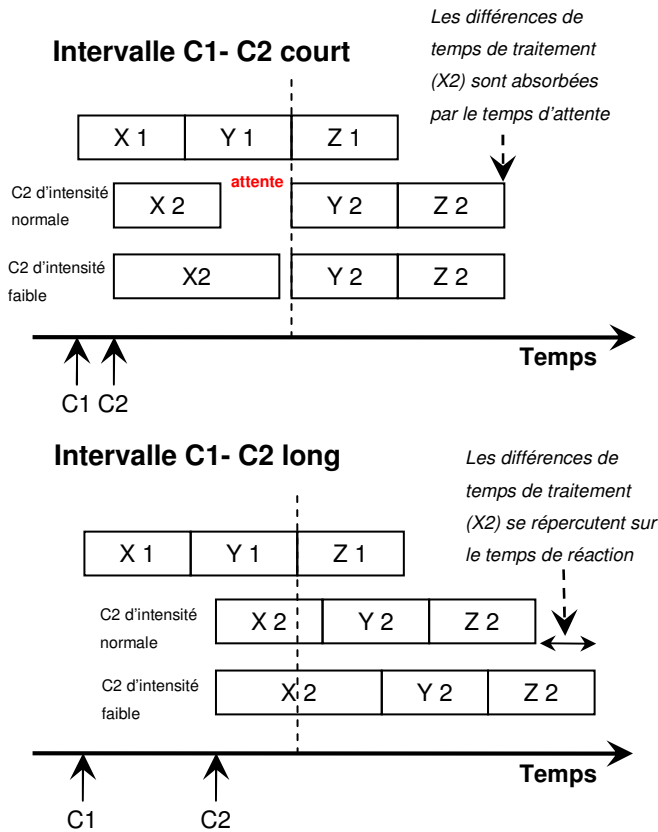 Les différences de
temps de traitement
(X2) sont absorbées
par le temps d'attente
Intervalle C1- C2 court
X 1 Y 1 Z 1
C2 d'intensité
normale
X 2 attente Y 2 Z 2
C2 d'intensité
faible
X2 Y 2 Z 2
Temps
C1 C2
Intervalle C1- C2 long
Les différences de
temps de traitement
(X2) se répercutent sur
le temps de réaction
X 1 Y 1 Z 1
C2 d'intensité
normale
X 2 Y 2 Z 2
C2 d'intensité
faible
X 2 Y 2 Z 2
Temps
C1 C2